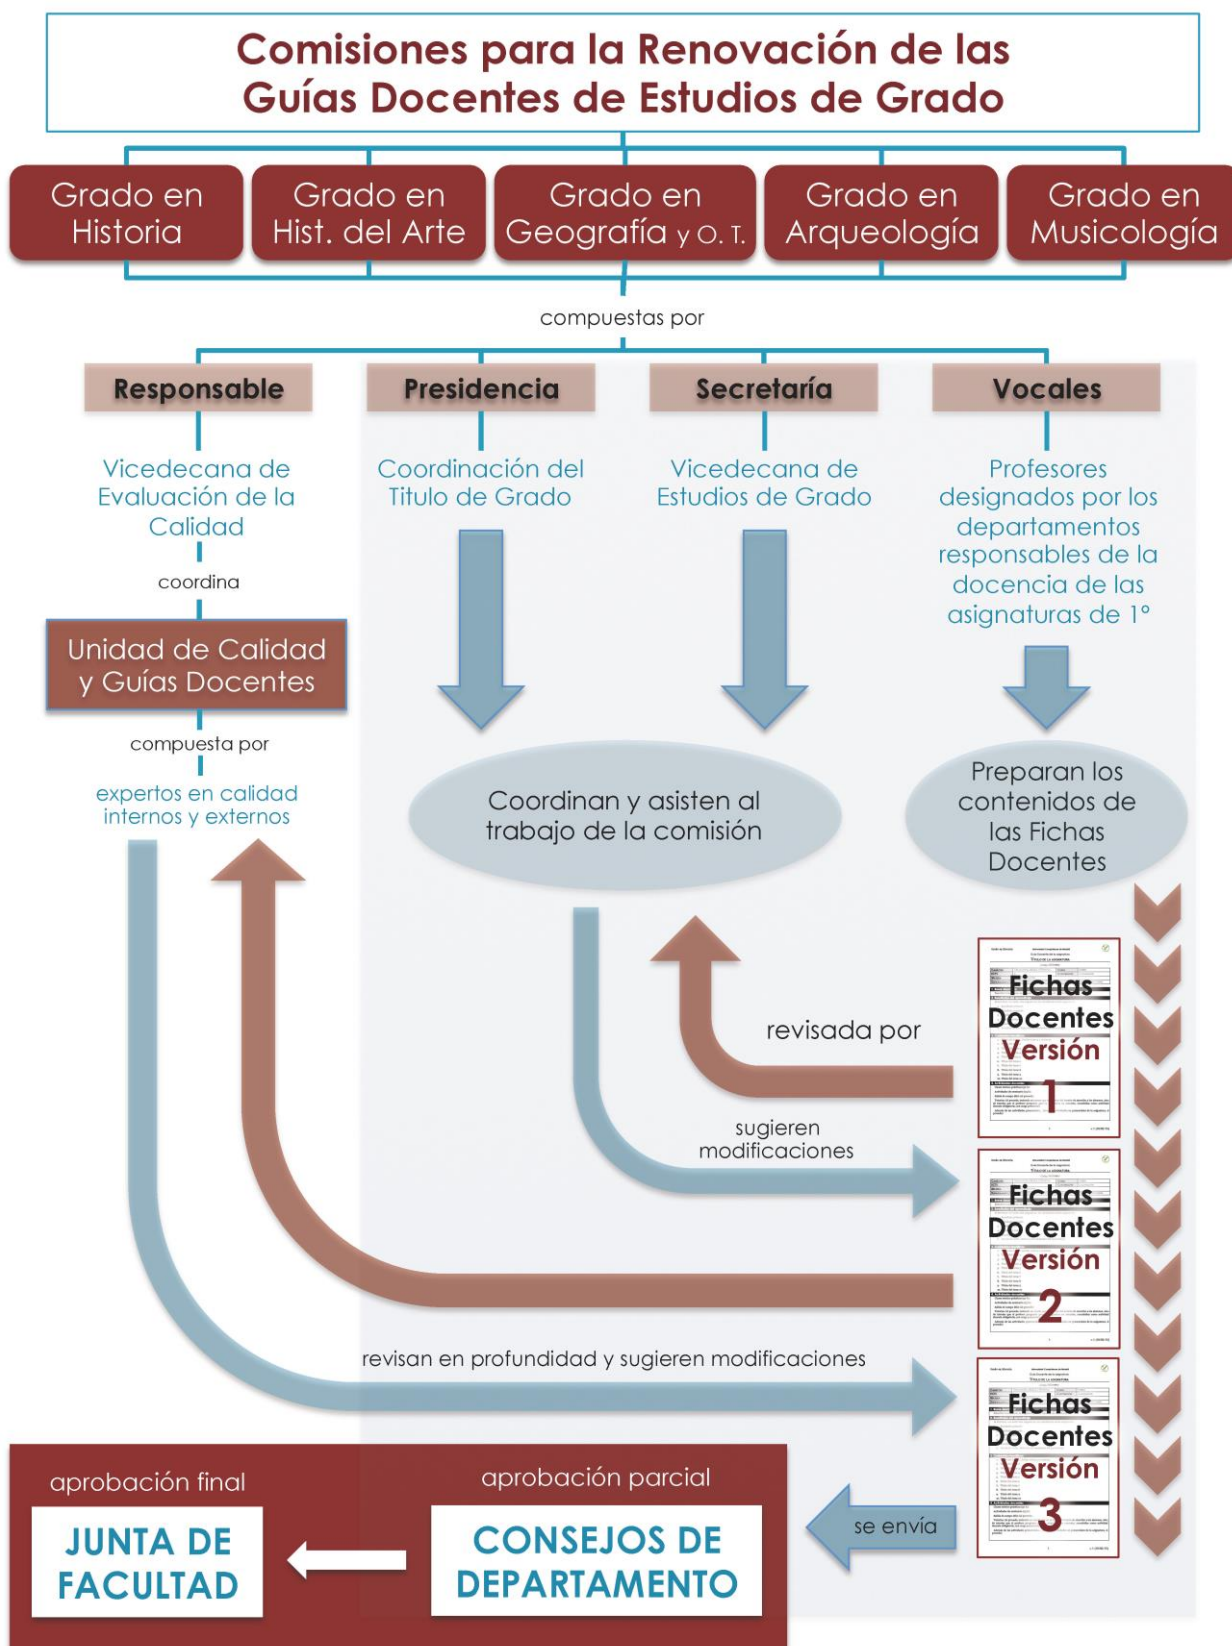 Comisiones para la Renovación de las
Guías Docentes de Estudios de Grado
Grado en
Historia
Grado en
Hist. del Arte
Grado en
Geografía y O. T.
Grado en
Arqueología
Grado en
Musicología
compuestas por
Responsable
Presidencia
Secretaría
Vocales
Vicedecana de
Evaluación de la
Calidad
Coordinación del
Titulo de Grado
Vicedecana de
Estudios de Grado
Profesores
designados por los
departamentos
responsables de la
docencia de las
asignaturas de 1º
coordina
Unidad de Calidad
y Guías Docentes
compuesta por
expertos en calidad
internos y externos
Coordinan y asisten al
trabajo de la comisión
Preparan los
contenidos de
las Fichas
Docentes
Fichas
Docentes
Versión
1
revisada por
sugieren
modificaciones
Fichas
Docentes
Versión
2
revisan en profundidad y sugieren modificaciones
Fichas
Docentes
Versión
3
se envía
aprobación parcial
CONSEJOS DE
DEPARTAMENTO
aprobación final
JUNTA DE
FACULTAD